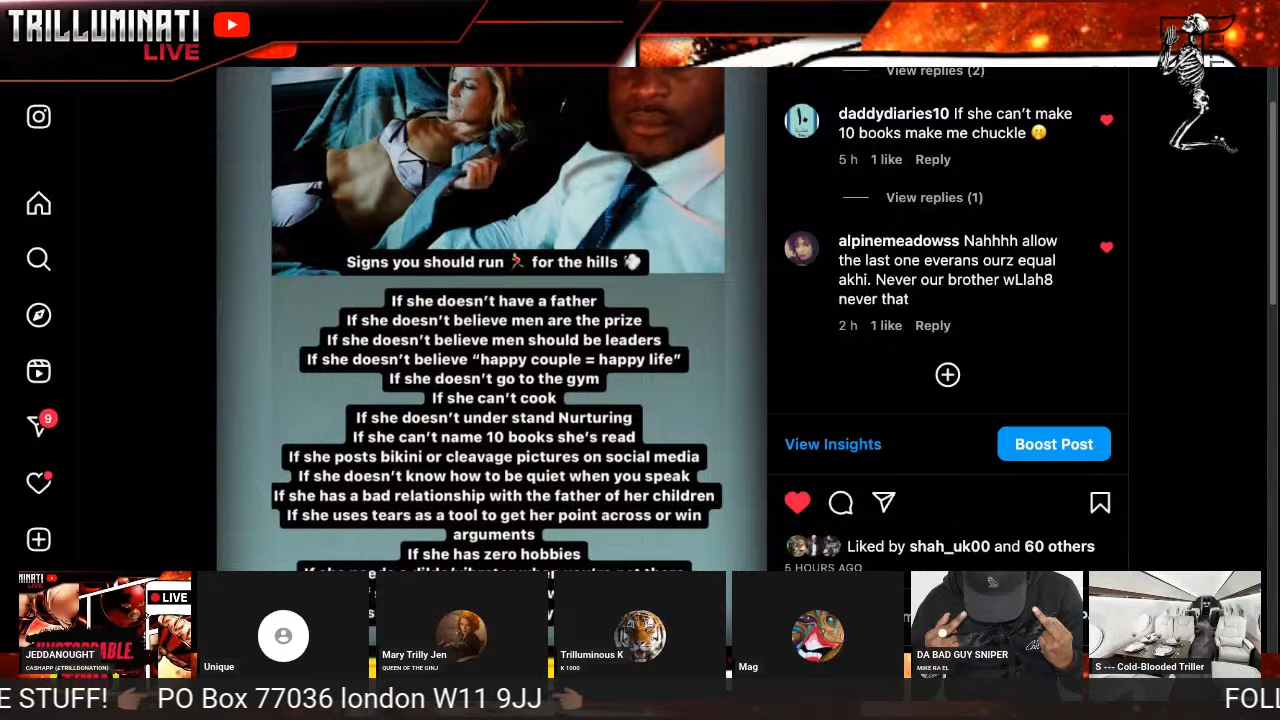 TRILLUMINATI
LIVE
View replies (2)
daddydiaries10 If she can’t make
10 books make me chuckle 🤭
5 h 1 like Reply
View replies (1)
alpinemeadowss Nahhhh allow
the last one everans ourz equal
akhi. Never our brother wLlah8
never that
2 h 1 like Reply
View Insights
Boost Post
Liked by shah_uk00 and 60 others
5 HOURS AGO
9
Signs you should run 🏃 for the hills 💨
If she doesn’t have a father
If she doesn’t believe men are the prize
If she doesn’t believe men should be leaders
If she doesn’t believe “happy couple = happy life”
If she doesn’t go to the gym
If she can’t cook
If she doesn’t under stand Nurturing
If she can’t name 10 books she’s read
If she posts bikini or cleavage pictures on social media
If she doesn’t know how to be quiet when you speak
If she has a bad relationship with the father of her children
If she uses tears as a tool to get her point across or win
arguments
If she has zero hobbies
LIVE
JEDDANOUGHT
CASHAPP (£TRILLDONATION)
Unique
Mary Trilly Jen
QUEEN OF THE GINJ
Trilluminous K
K 1000
Mag
DA BAD GUY SNIPER
MIKE RA EL
S --- Cold-Blooded Triller
E STUFF! PO Box 77036 london W11 9JJ
FOLL